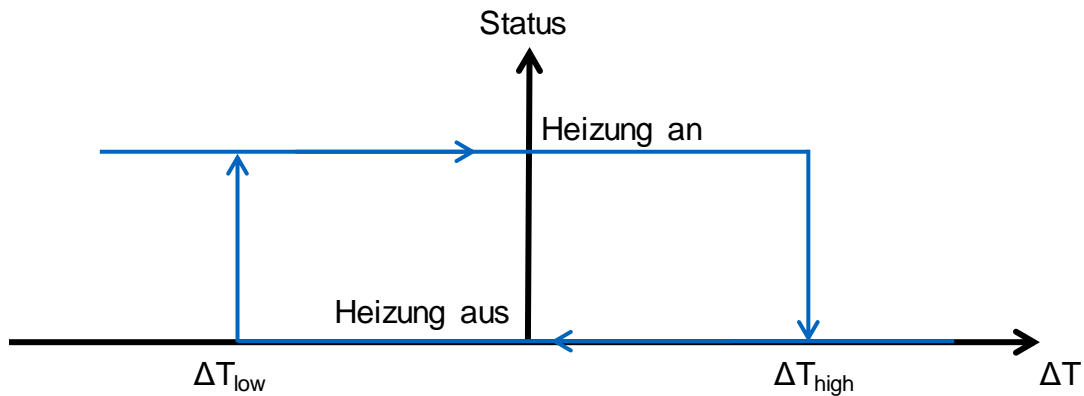 Status
Heizung an
Heizung aus
ΔTlow
ΔThigh
ΔT